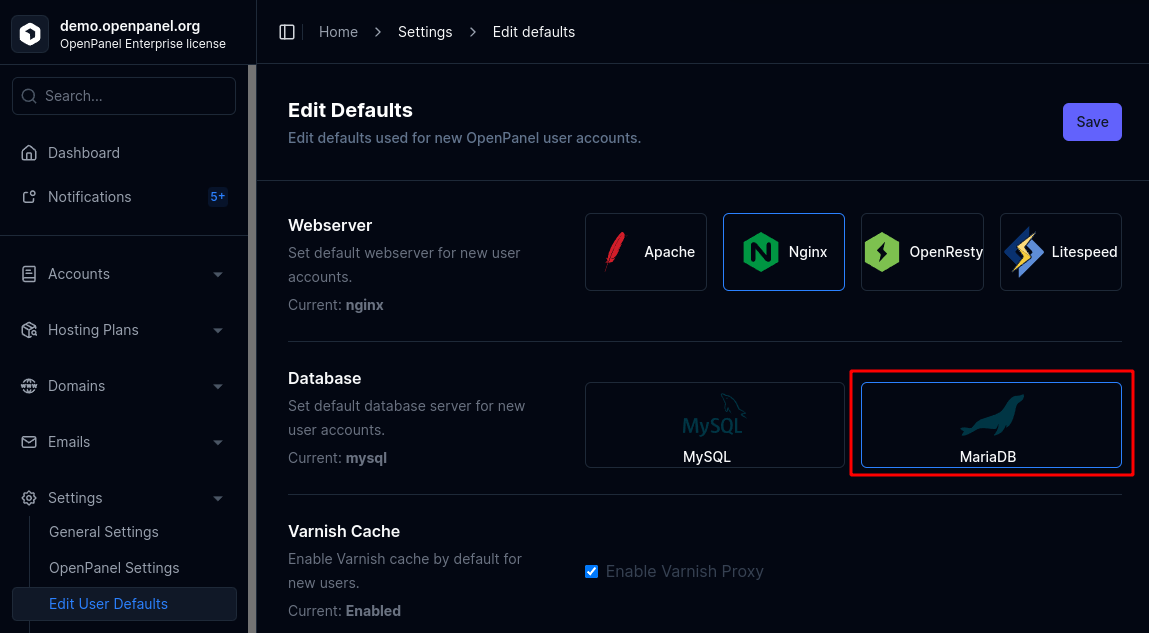 demo.openpanel.org
OpenPanel Enterprise license
Search...
Dashboard
Notifications 5+
Accounts
Hosting Plans
Domains
Emails
Settings
General Settings
OpenPanel Settings
Edit User Defaults
Home > Settings > Edit defaults
Edit Defaults
Edit defaults used for new OpenPanel user accounts.
Save
Webserver
Set default webserver for new user
accounts.
Current: nginx
Apache
Nginx
OpenResty
Litespeed
Database
Set default database server for new
user accounts.
Current: mysql
MySQL
MySQL
MariaDB
Varnish Cache
Enable Varnish cache by default for
new users.
Current: Enabled
Enable Varnish Proxy